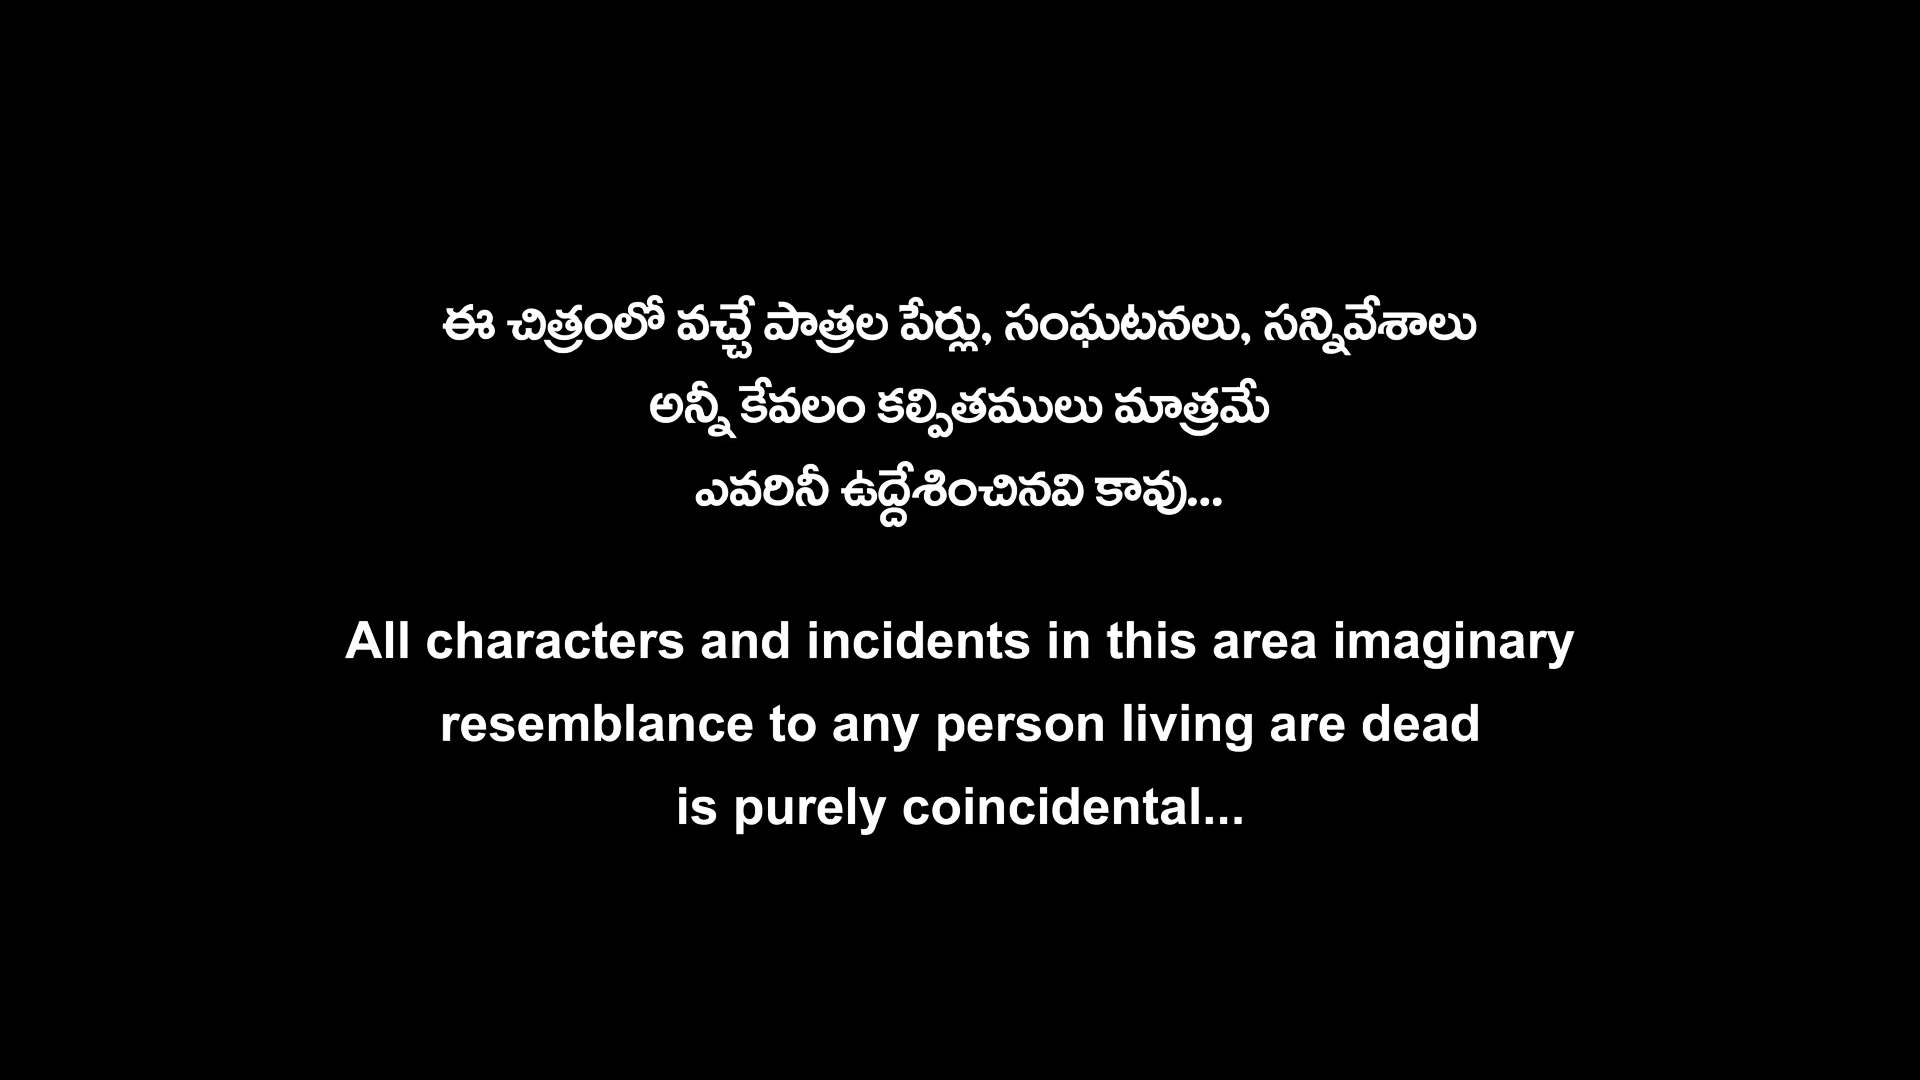 ఈ చిత్రంలో వచ్చే పాత్రల పేర్లు, సంఘటనలు, సన్నివేశాలు
అన్నీ కేవలం కల్పితములు మాత్రమే
ఎవరినీ ఉద్దేశించినవి కావు...
All characters and incidents in this area imaginary
resemblance to any person living are dead
is purely coincidental...